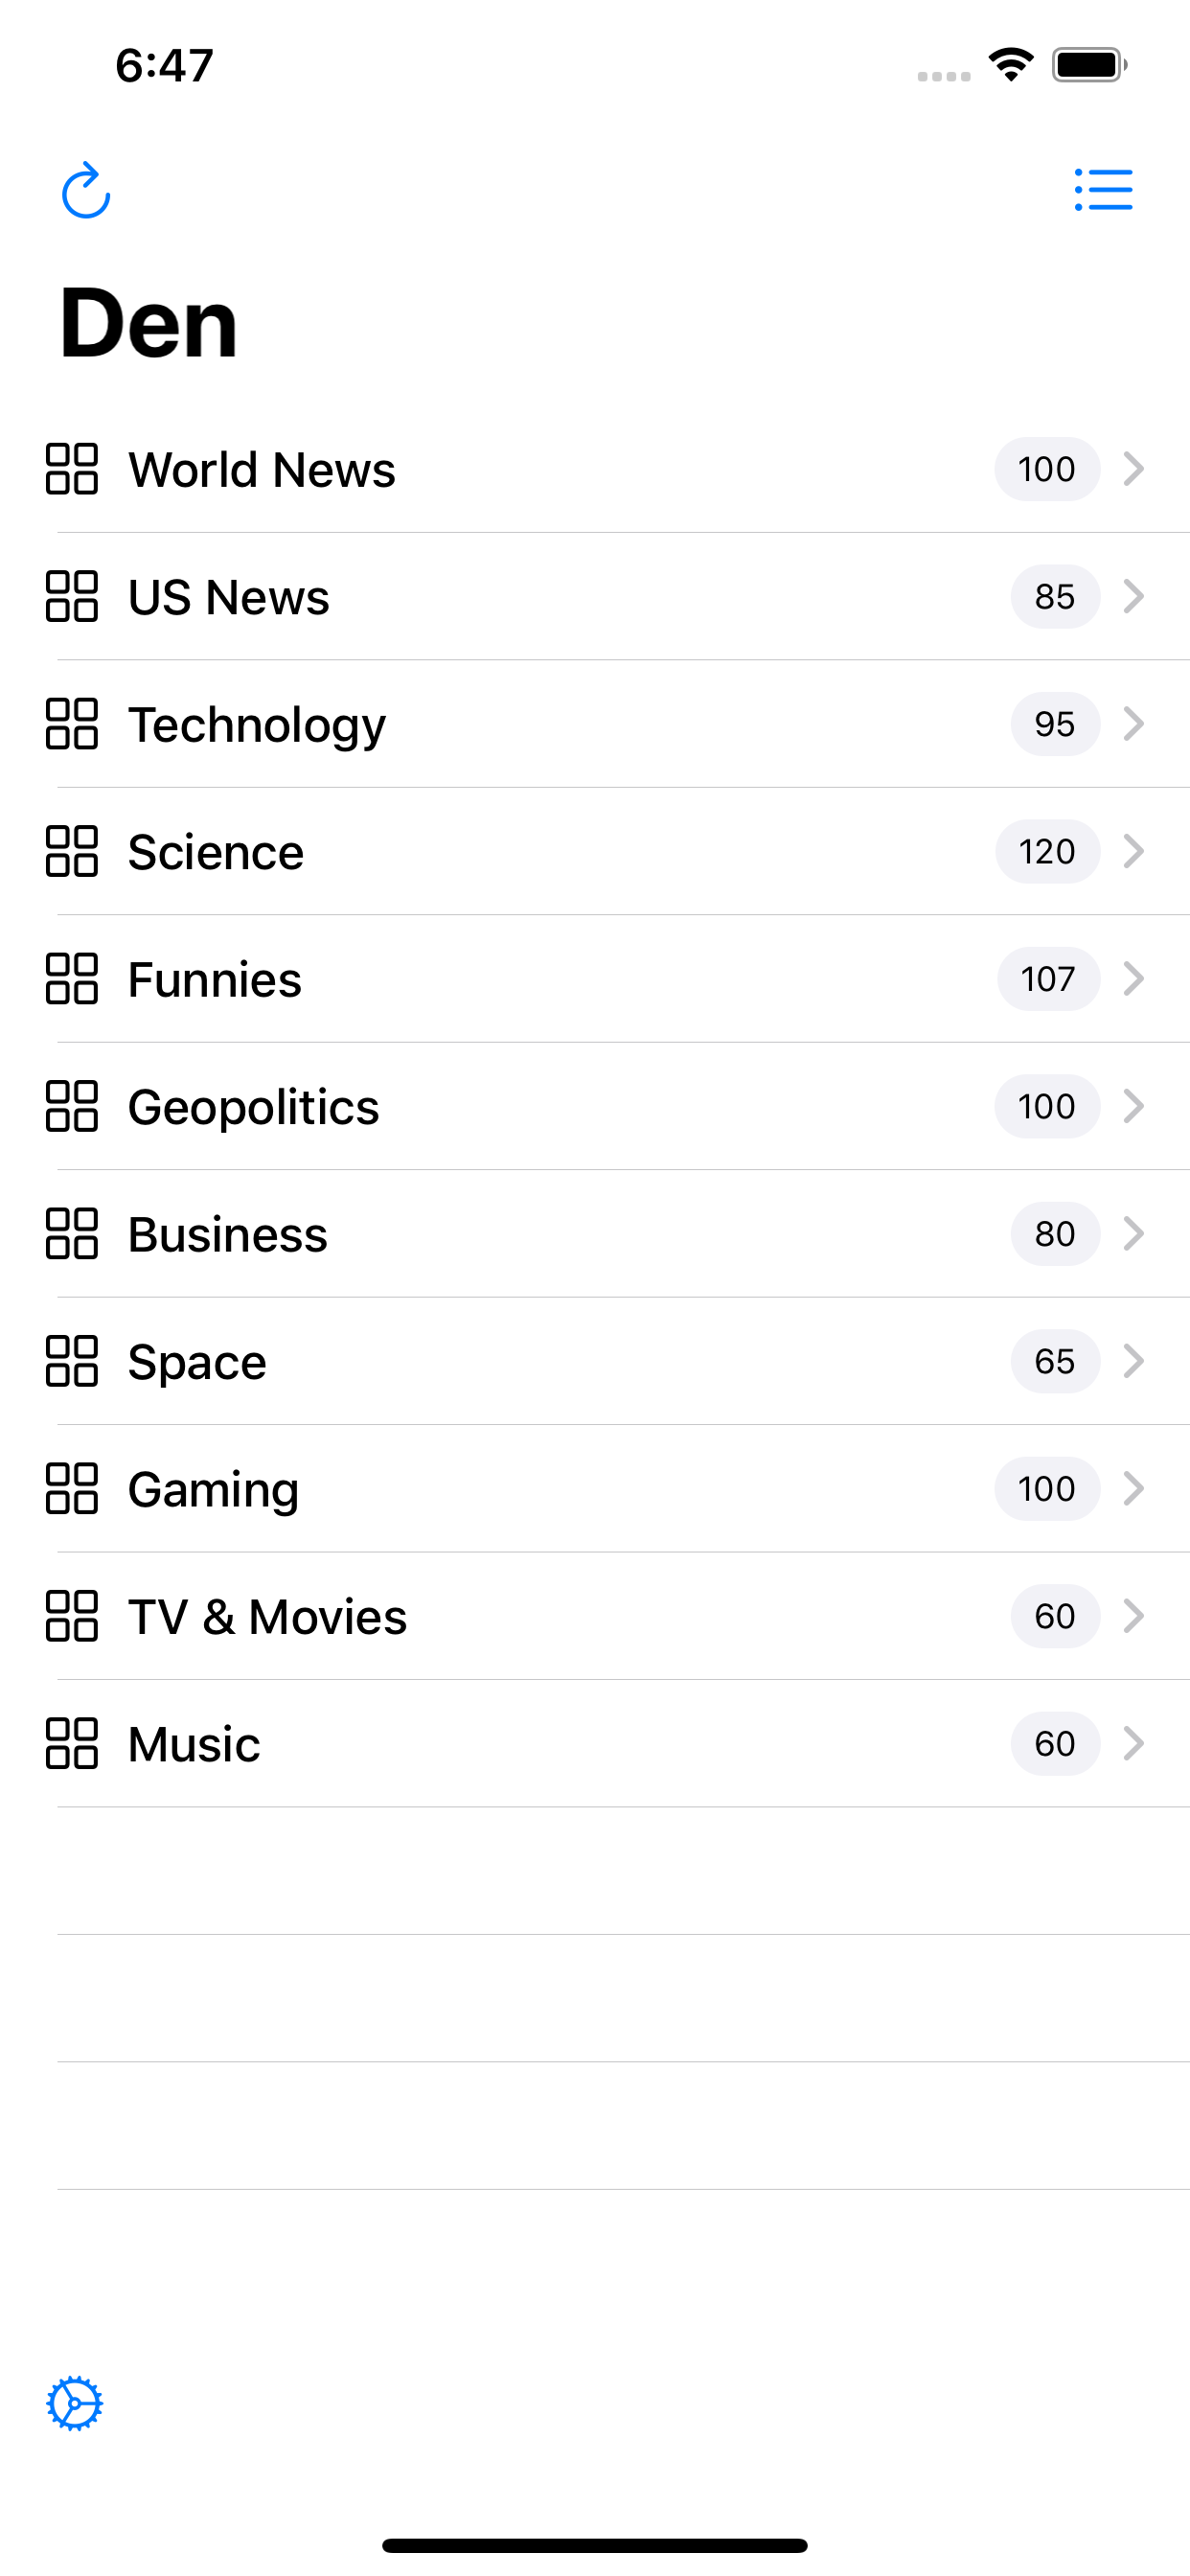 6:47
Den
World News 100
US News 85
Technology 95
Science 120
Funnies 107
Geopolitics 100
Business 80
Space 65
Gaming 100
TV & Movies 60
Music 60